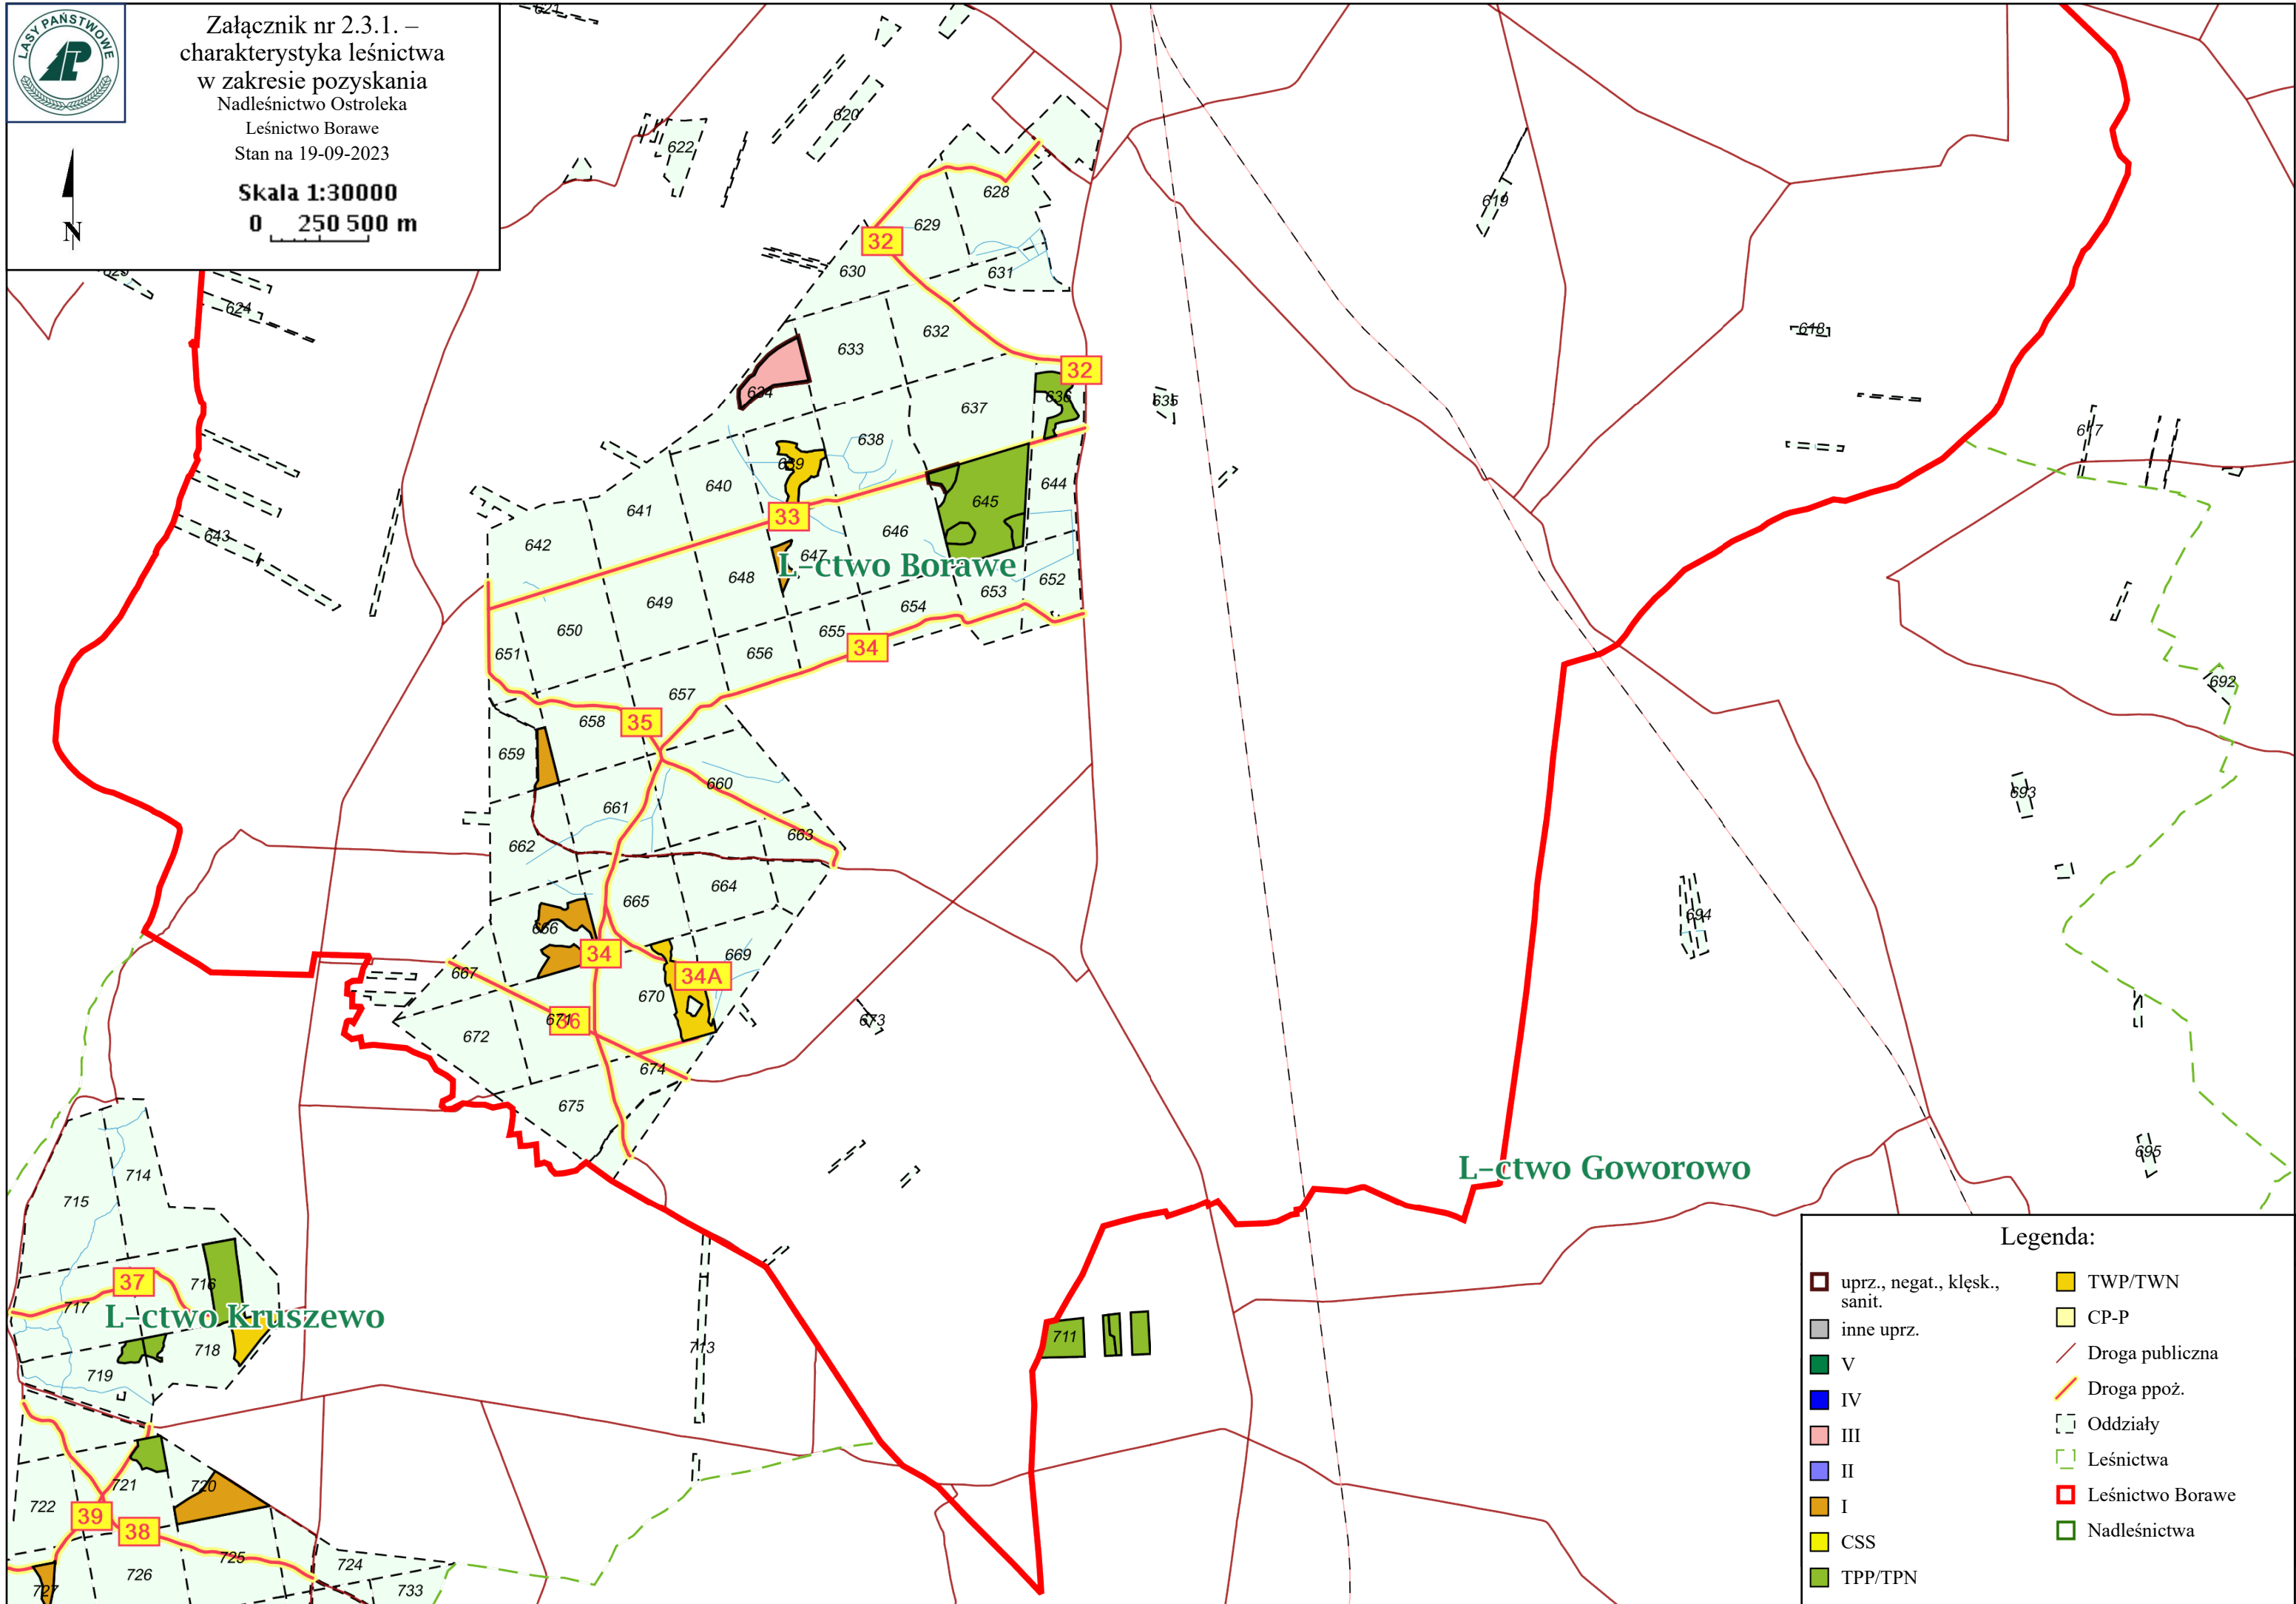 LASY PAŃSTWOWE
Załącznik nr 2.3.1. –
charakterystyka leśnictwa
w zakresie pozyskania
Nadleśnictwo Ostroleka
Leśnictwo Borawe
Stan na 19-09-2023
Skala 1:30000
0 250 500 m
N
621
620
622
619
628
629
32
630
631
624
618
632
633
32
634
636
635
637
617
638
639
640
645
644
641
33
646
643
642
647
L-ctwo Borawe
648
652
653
649
654
650
655
34
651
656
692
657
658
35
659
660
693
661
663
662
664
665
694
666
34
669
667
34A
670
671
36
673
672
674
675
695
714
L-ctwo Goworowo
715
37
716
717
L-ctwo Kruszewo
711
718
713
719
720
721
722
39
38
725
724
726
727
733
Legenda:
uprz., negat., klęsk.,
sanit.
inne uprz.
V
IV
III
II
I
CSS
TPP/TPN
TWP/TWN
CP-P
Droga publiczna
Droga ppoż.
Oddziały
Leśnictwa
Leśnictwo Borawe
Nadleśnictwa